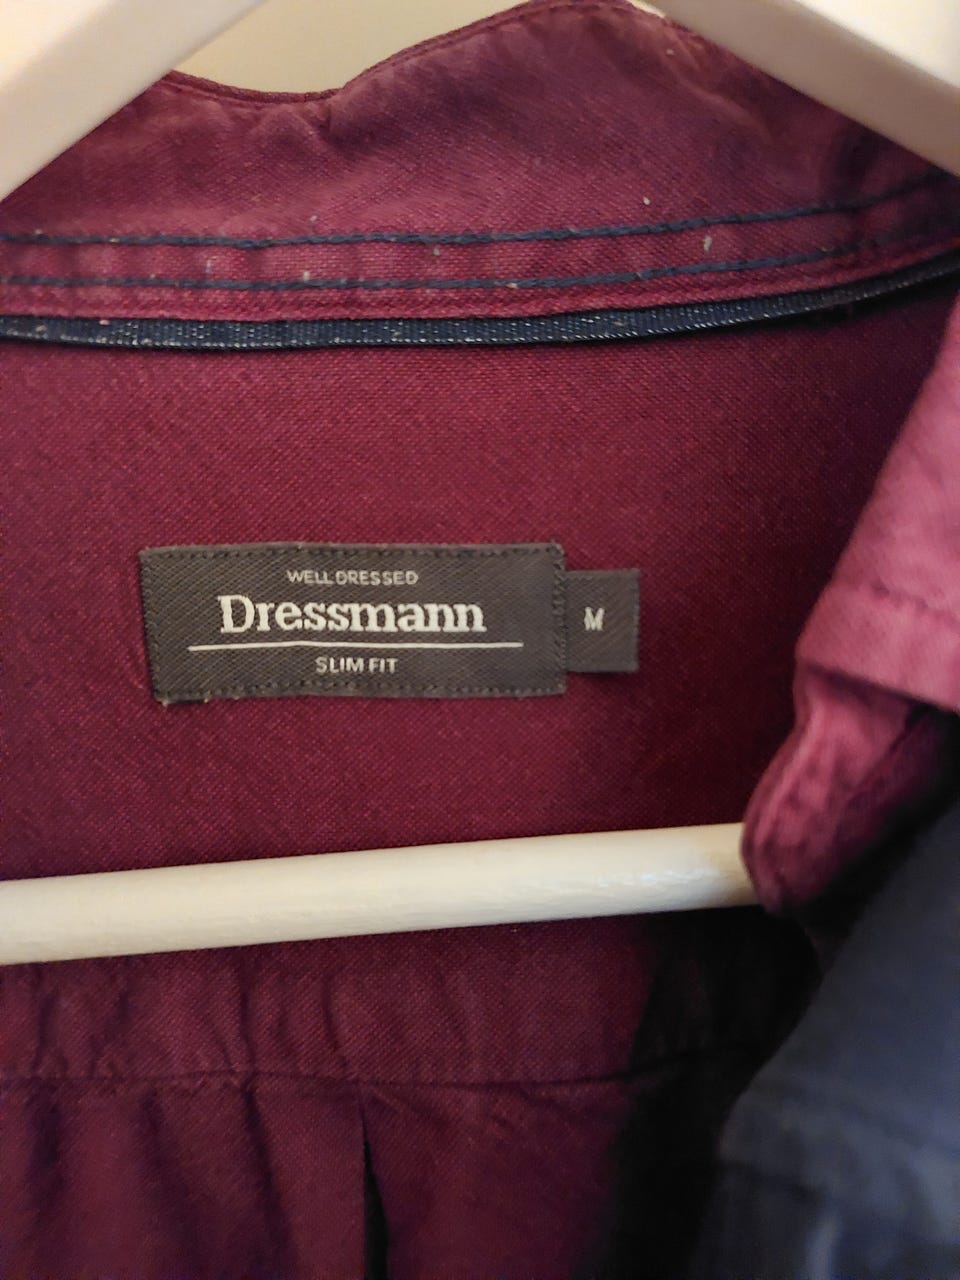 WELL DRESSED
Dressmann
SLIM FIT
M